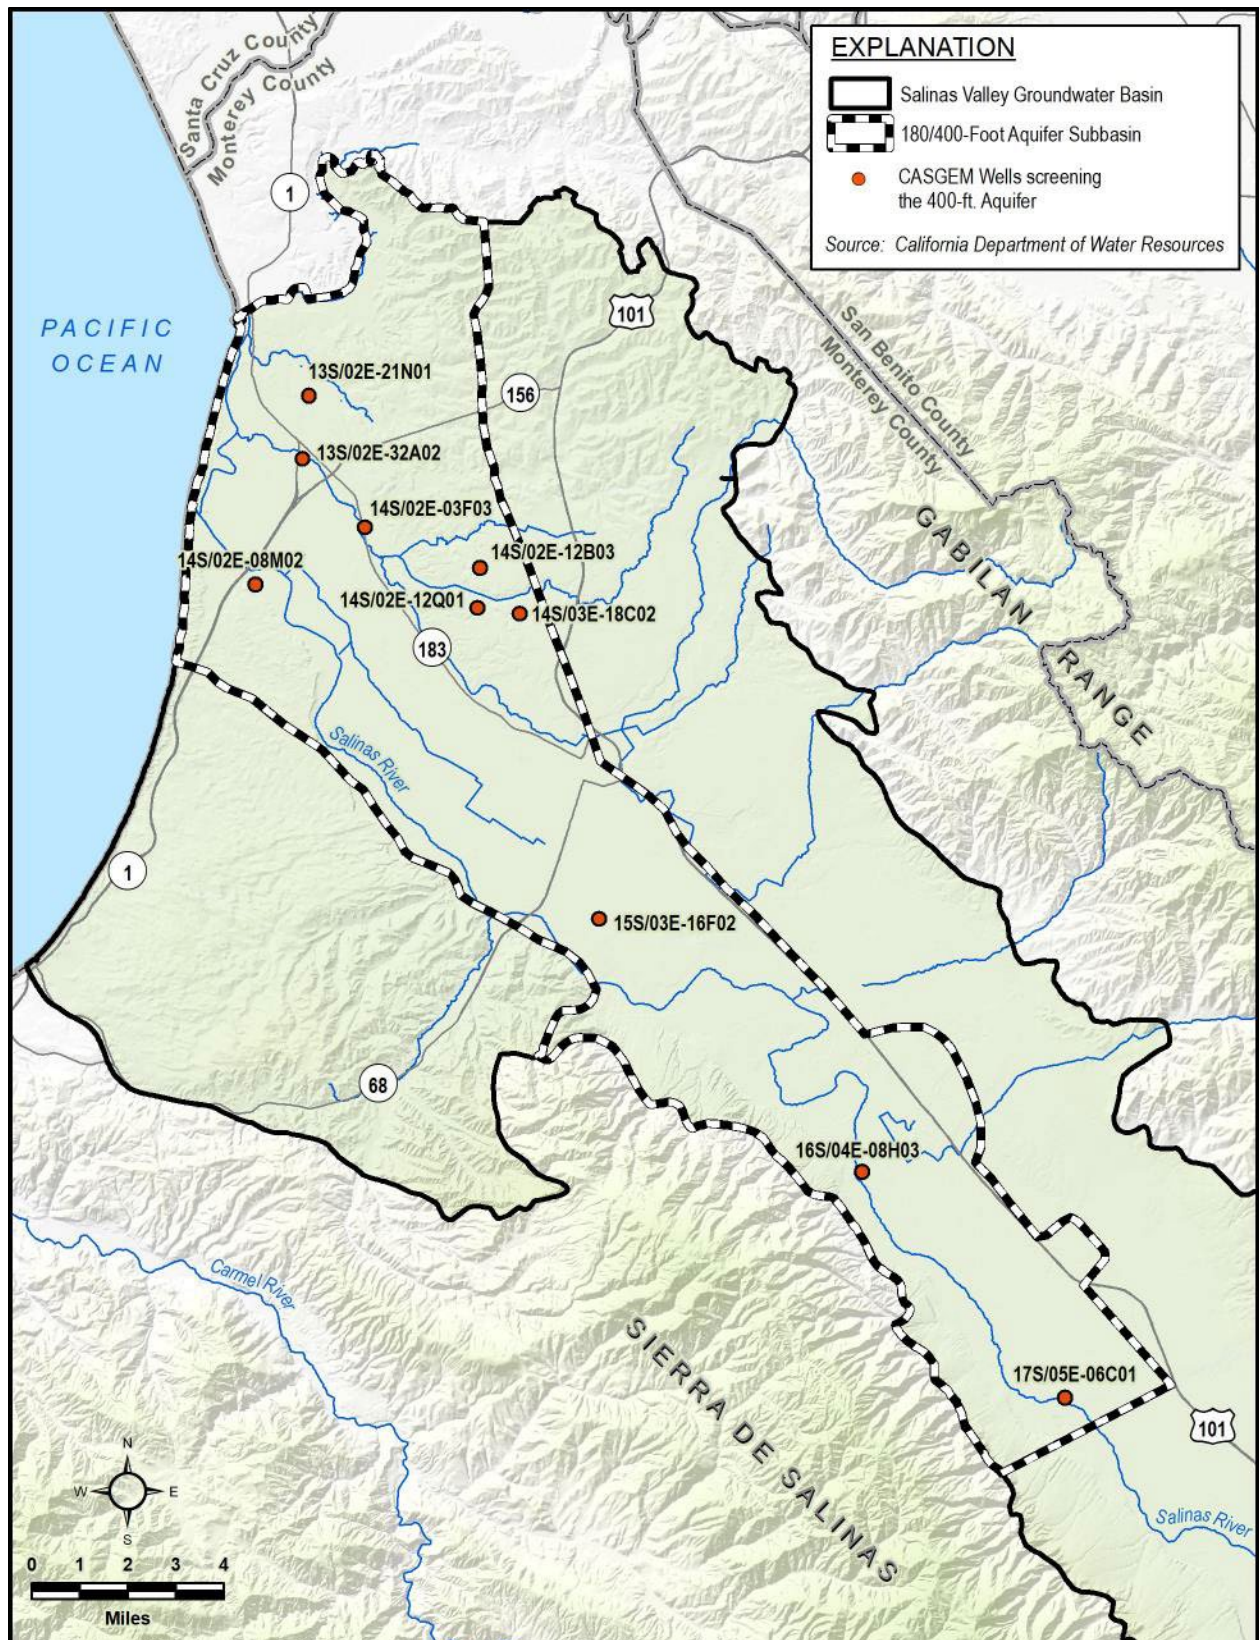 EXPLANATION
Salinas Valley Groundwater Basin
180/400-Foot Aquifer Subbasin
CASGEM Wells screening
the 400-ft. Aquifer
Source: California Department of Water Resources
Santa Cruz County
Monterey County
1
PACIFIC
OCEAN
101
San Benito County
Monterey County
13S/02E-21N01
156
13S/02E-32A02
14S/02E-03F03
GABILAN
RANGE
14S/02E-08M02
14S/02E-12B03
14S/02E-12Q01
14S/03E-18C02
183
Salinas River
1
15S/03E-16F02
68
16S/04E-08H03
Carmel River
SIERRA DE SALINAS
17S/05E-06C01
101
Salinas River
N
W
E
S
0 1 2 3 4
Miles